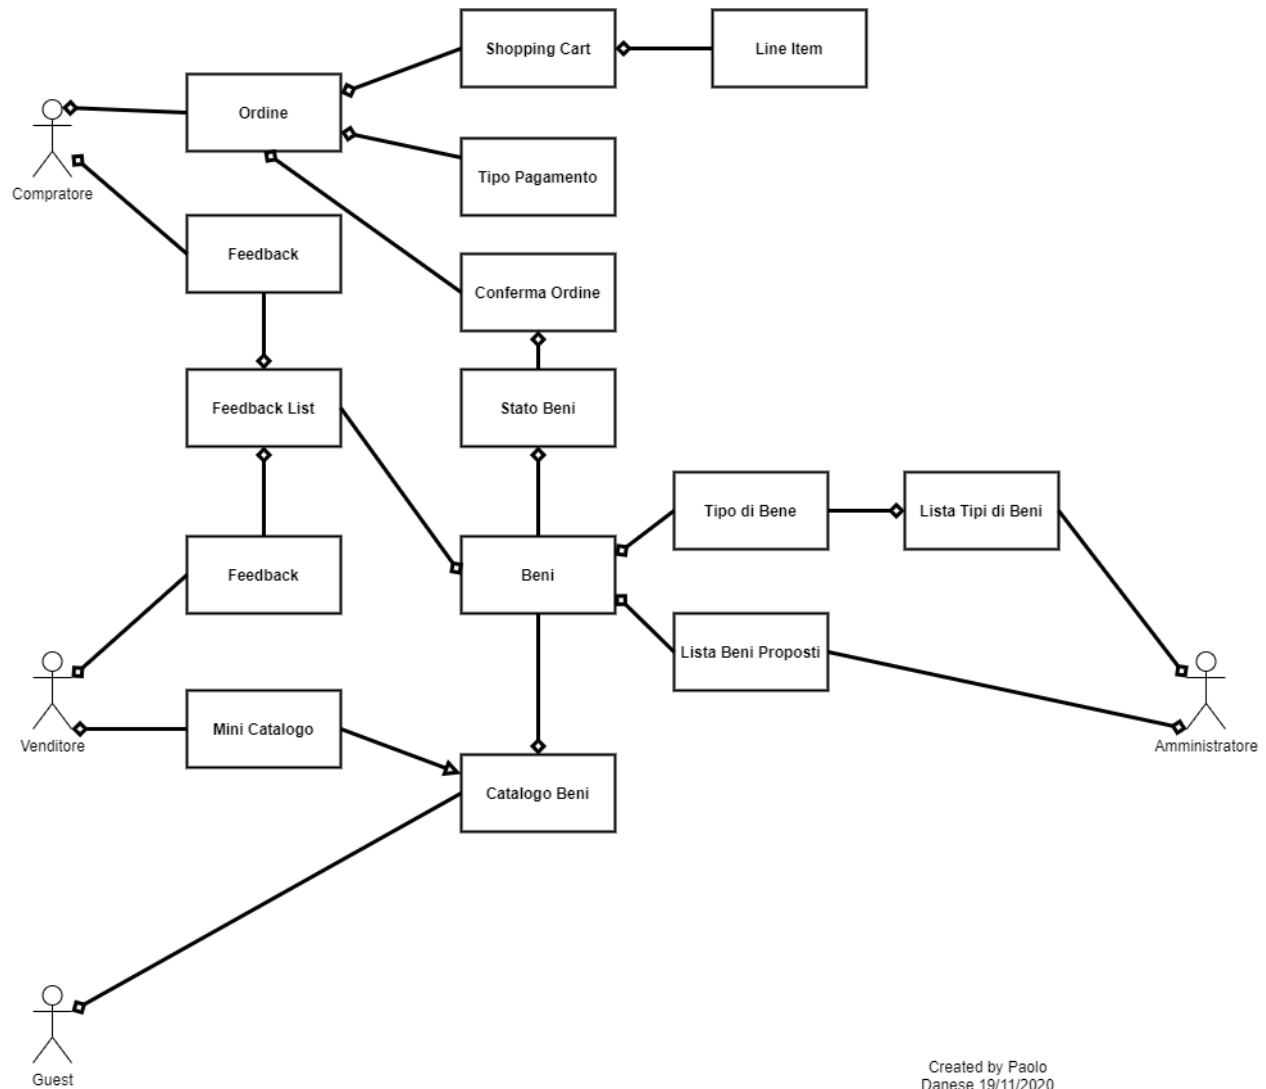 Shopping Cart
Line Item
Ordine
Tipo Pagamento
Compratore
Feedback
Conferma Ordine
Feedback List
Stato Beni
Tipo di Bene
Lista Tipi di Beni
Feedback
Beni
Lista Beni Proposti
Mini Catalogo
Venditore
Amministratore
Catalogo Beni
Guest
Created by Paolo
Danese 19/11/2020